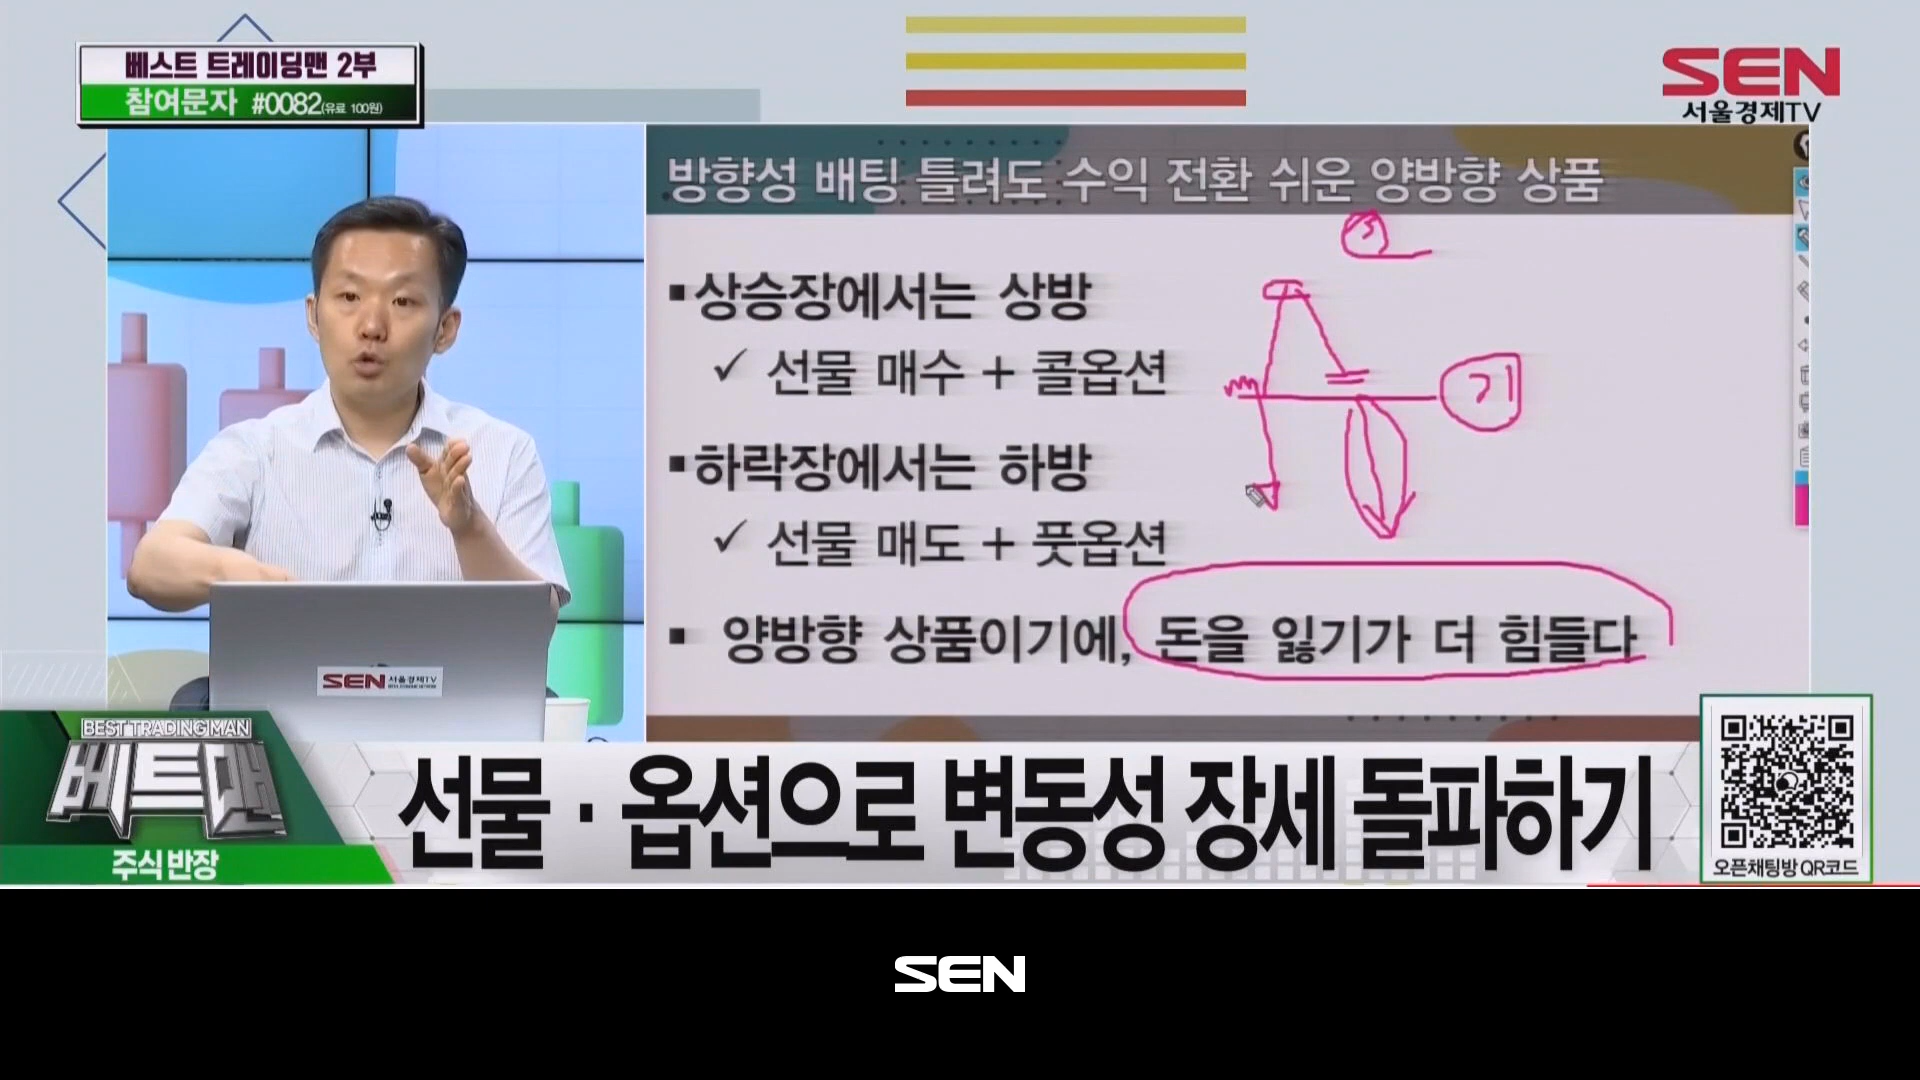 베스트 트레이딩맨 2부
참여문자 #0082(유료 100원)
SEN
서울경제TV
방향성 배팅 틀려도 수익 전환 쉬운 양방향 상품
▪상승장에서는 상방
✓ 선물 매수 + 콜옵션
▪하락장에서는 하방
✓ 선물 매도 + 풋옵션
▪ 양방향 상품이기에, 돈을 잃기가 더 힘들다
SEN 서울경제TV
BEST TRADING MAN
베트맨
주식 반장
선물·옵션으로 변동성 장세 돌파하기
오픈채팅방 QR코드
SEN